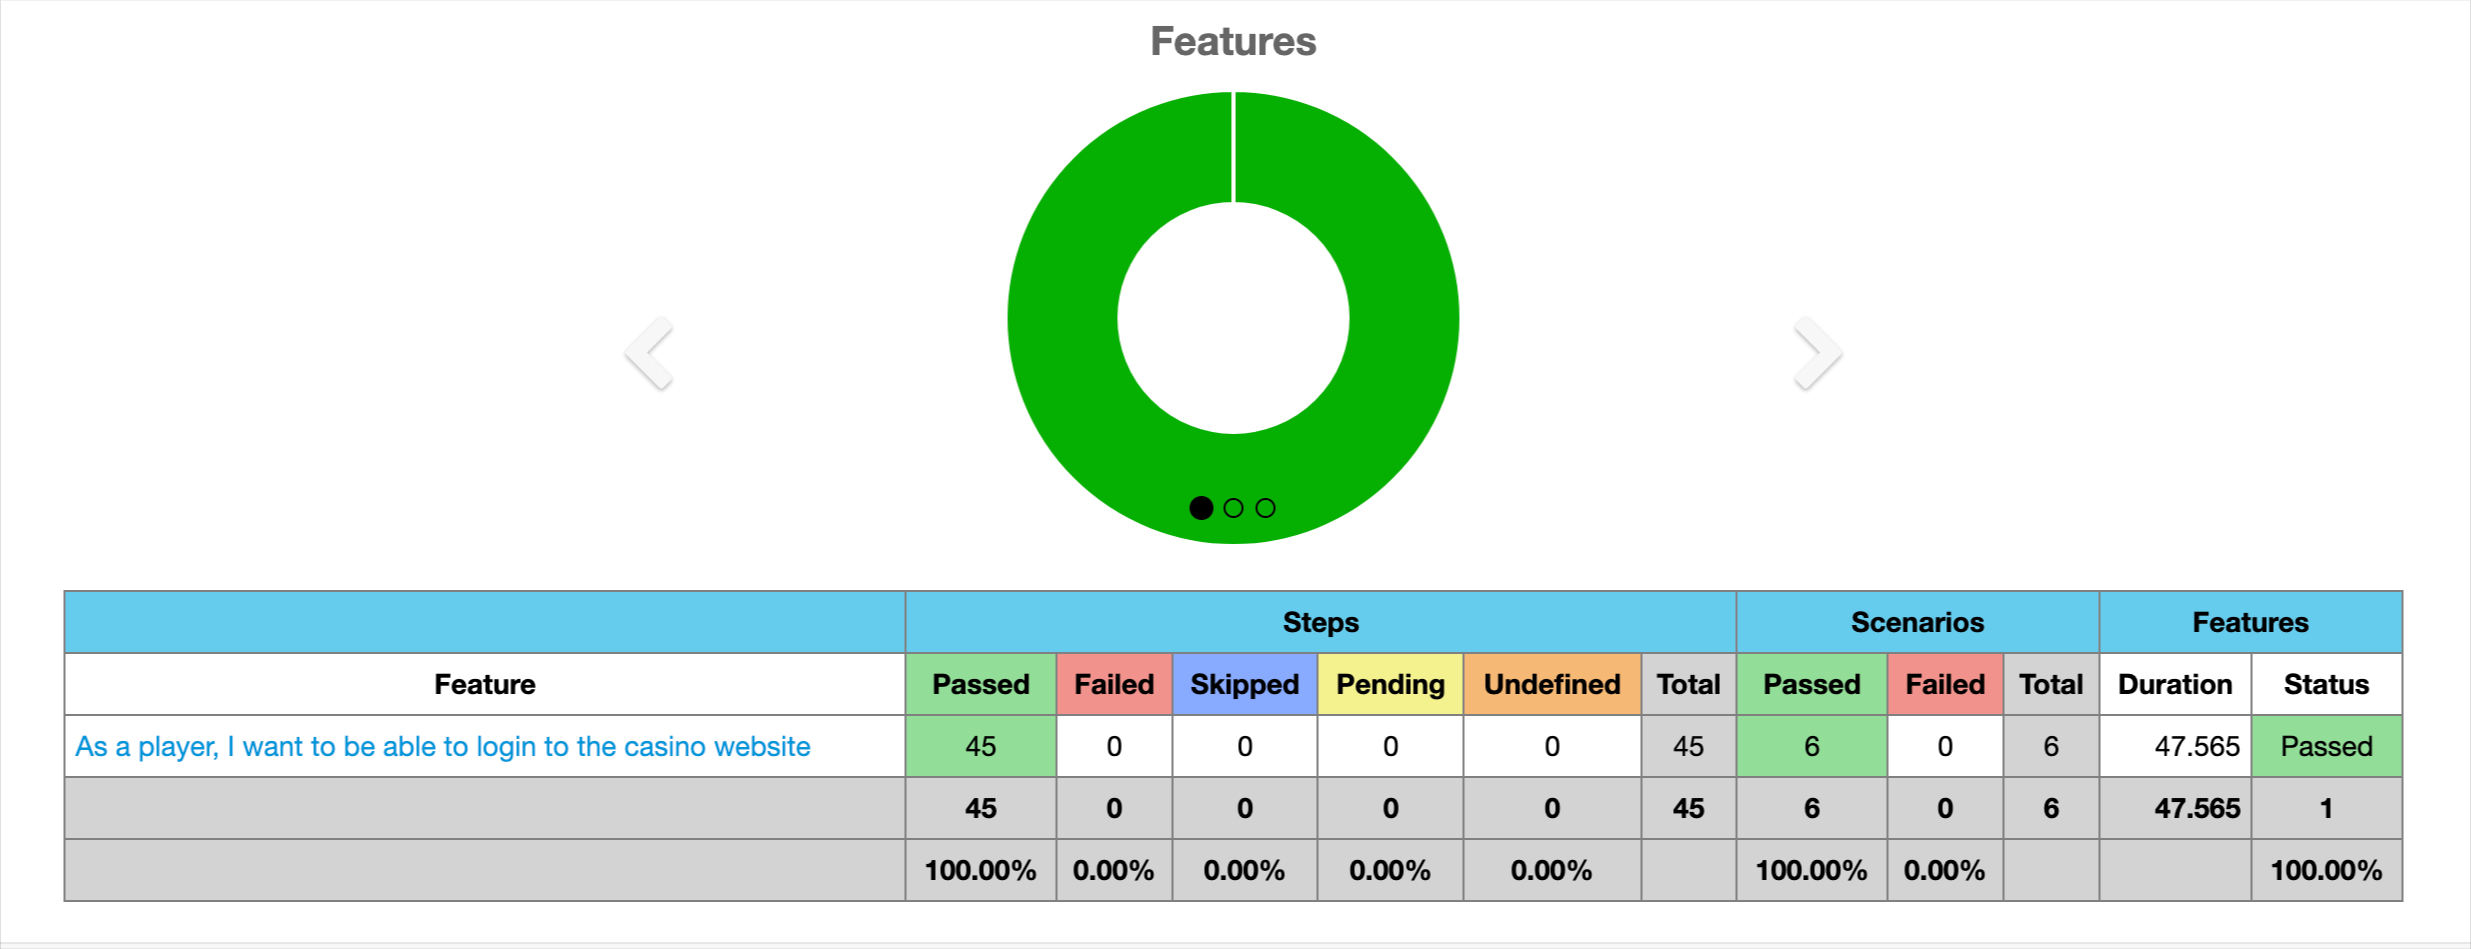 Features
Steps Scenarios Features
Feature Passed Failed Skipped Pending Undefined Total Passed Failed Total Duration Status
As a player, I want to be able to login to the casino website 45 0 0 0 0 45 6 0 6 47.565 Passed
45 0 0 0 0 45 6 0 6 47.565 1
100.00% 0.00% 0.00% 0.00% 0.00% 100.00% 0.00% 100.00%